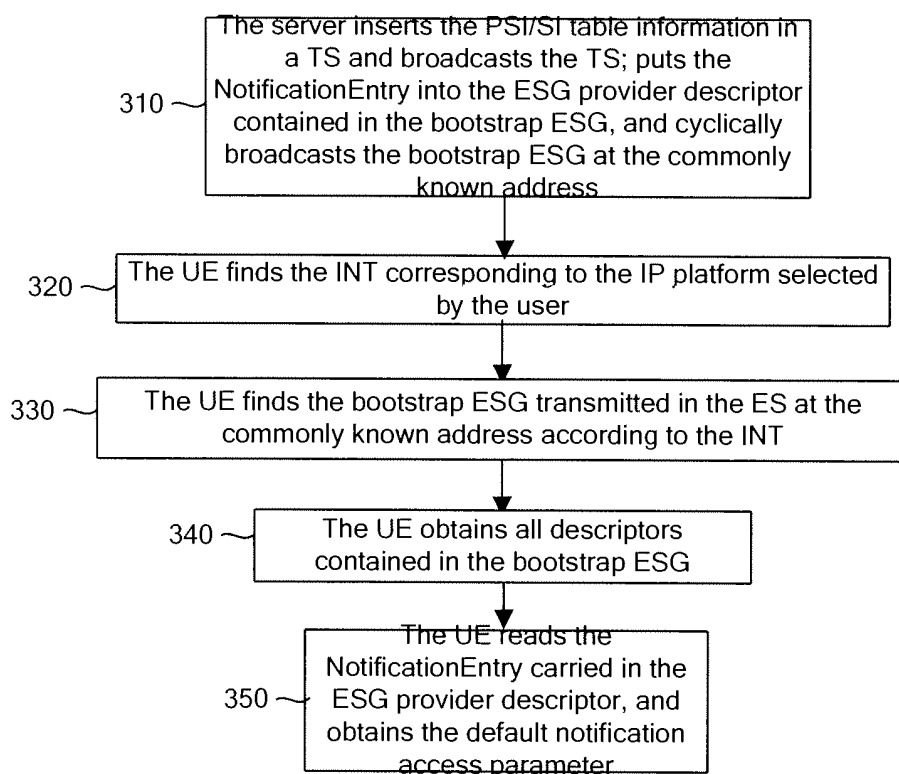 The server inserts the PSI/SI table information in
a TS and broadcasts the TS; puts the
NotificationEntry into the ESG provider descriptor
contained in the bootstrap ESG, and cyclically
broadcasts the bootstrap ESG at the commonly
known address
310
The UE finds the INT corresponding to the IP platform selected
by the user
320
The UE finds the bootstrap ESG transmitted in the ES at the
commonly known address according to the INT
330
The UE obtains all descriptors
contained in the bootstrap ESG
340
The UE reads the
NotificationEntry carried in the
ESG provider descriptor, and
obtains the default notification
access parameter
350